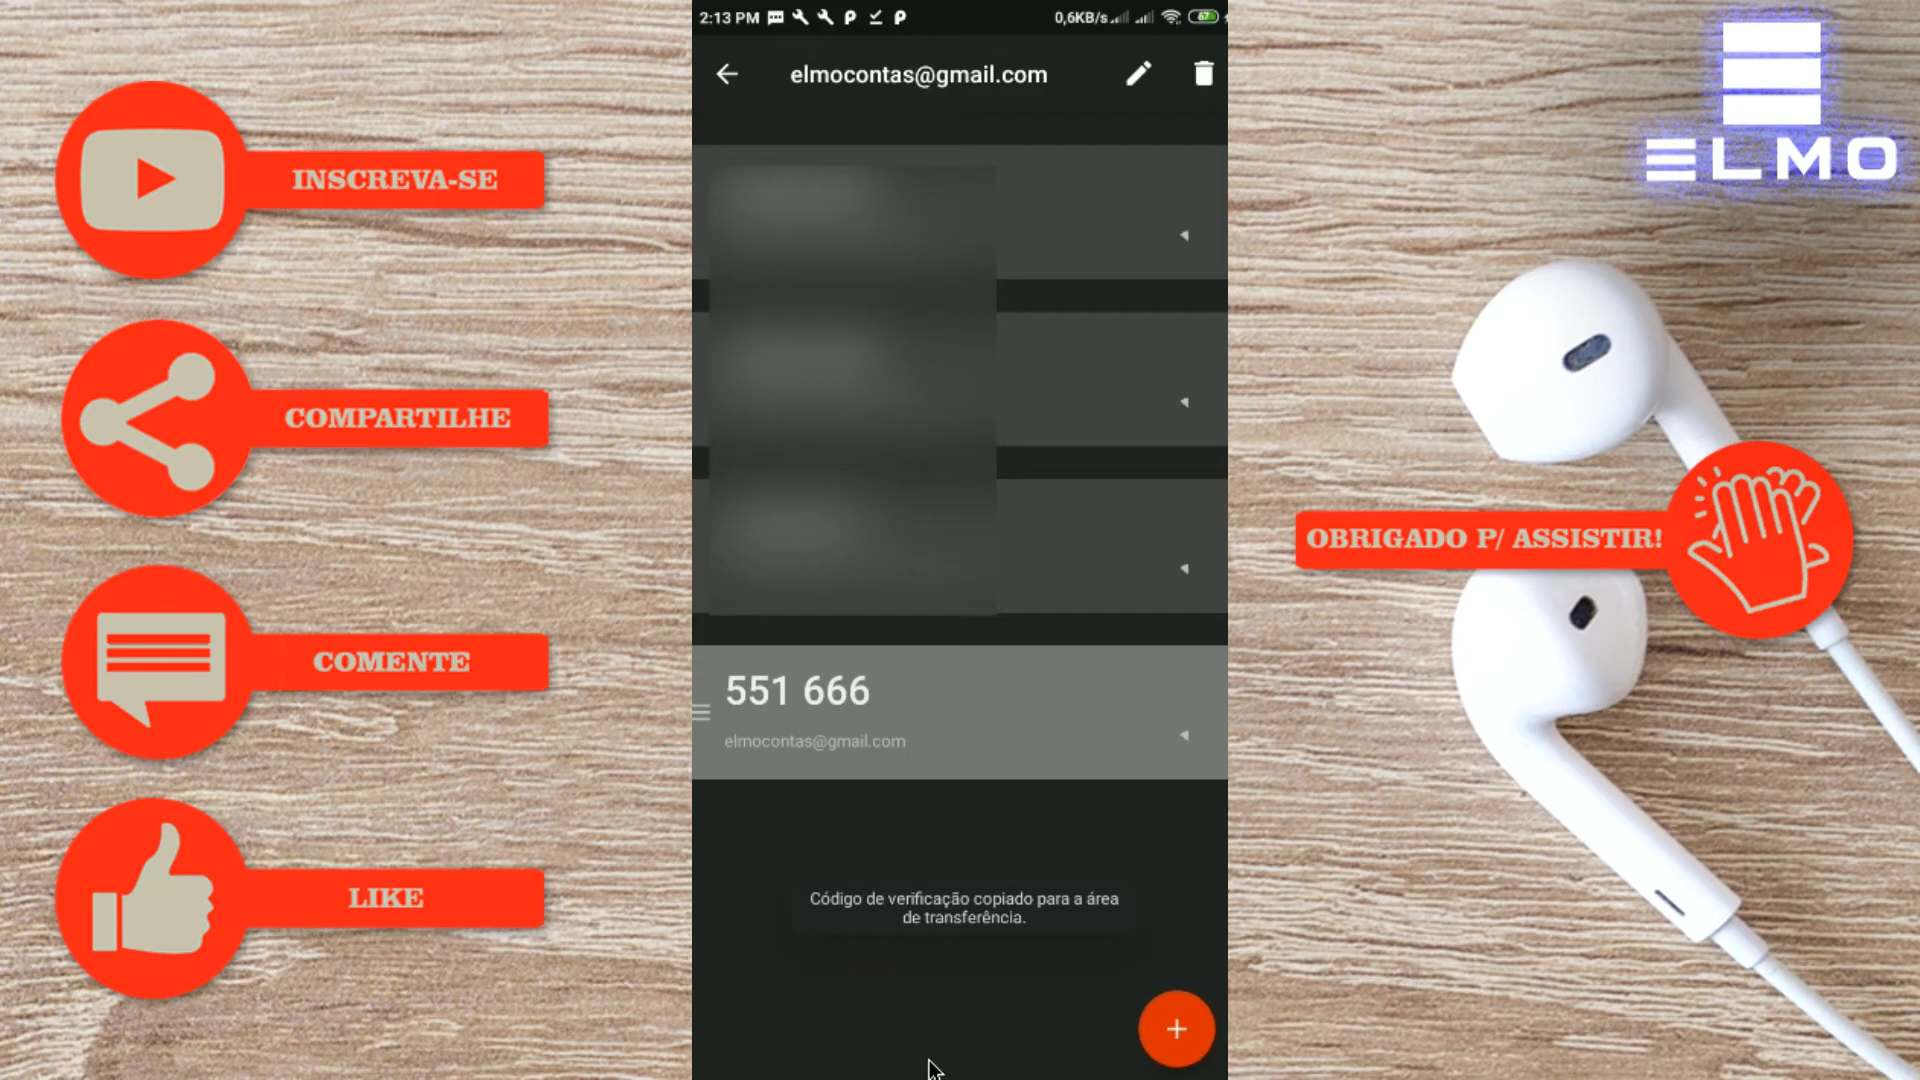 2:13 PM
0,6KB/s
67
elmocontas@gmail.com
551 666
elmocontas@gmail.com
Código de verificação copiado para a área
de transferência.
INSCREVA-SE
COMPARTILHE
COMENTE
LIKE
ELMO
OBRIGADO P/ ASSISTIR!